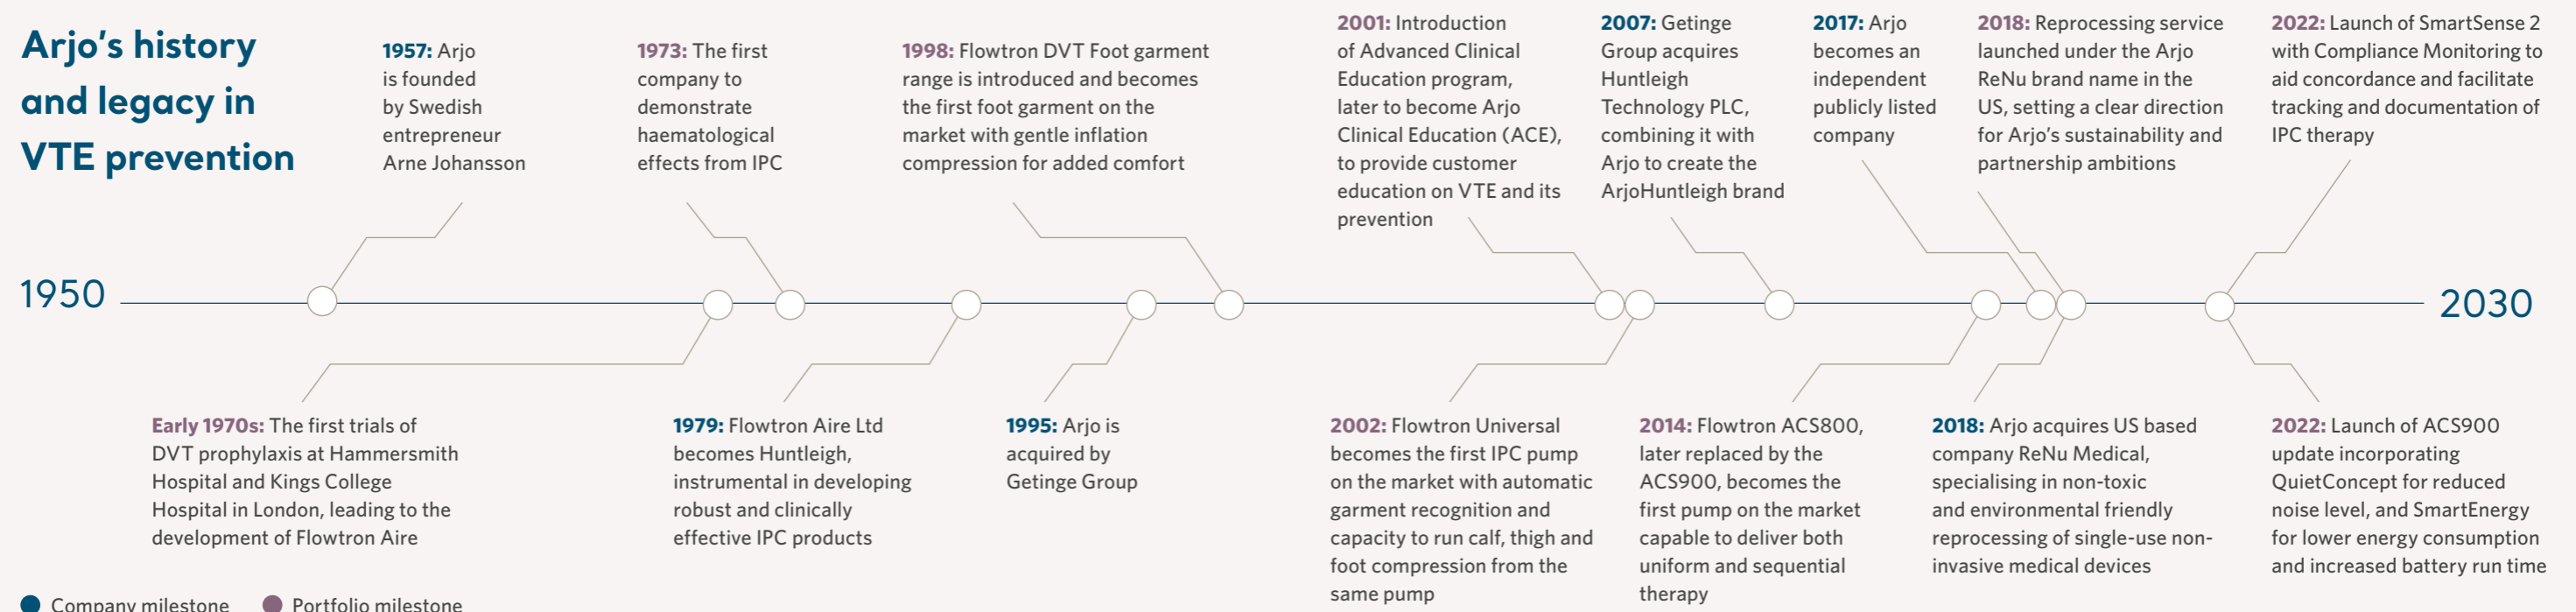 Arjo's history
and legacy in
VTE prevention
1957: Arjo
is founded
by Swedish
entrepreneur
Arne Johansson
1973: The first
company to
demonstrate
haematological
effects from IPC
1998: Flowtron DVT Foot garment
range is introduced and becomes
the first foot garment on the
market with gentle inflation
compression for added comfort
2001: Introduction
of Advanced Clinical
Education program,
later to become Arjo
Clinical Education (ACE),
to provide customer
education on VTE and its
prevention
2007: Getinge
Group acquires
Huntleigh
Technology PLC,
combining it with
Arjo to create the
ArjoHuntleigh brand
2017: Arjo
becomes an
independent
publicly listed
company
2018: Reprocessing service
launched under the Arjo
ReNu brand name in the
US, setting a clear direction
for Arjo's sustainability and
partnership ambitions
2022: Launch of SmartSense 2
with Compliance Monitoring to
aid concordance and facilitate
tracking and documentation of
IPC therapy
1950
2030
Early 1970s: The first trials of
DVT prophylaxis at Hammersmith
Hospital and Kings College
Hospital in London, leading to the
development of Flowtron Aire
1979: Flowtron Aire Ltd
becomes Huntleigh,
instrumental in developing
robust and clinically
effective IPC products
1995: Arjo is
acquired by
Getinge Group
2002: Flowtron Universal
becomes the first IPC pump
on the market with automatic
garment recognition and
capacity to run calf, thigh and
foot compression from the
same pump
2014: Flowtron ACS800,
later replaced by the
ACS900, becomes the
first pump on the market
capable to deliver both
uniform and sequential
therapy
2018: Arjo acquires US based
company ReNu Medical,
specialising in non-toxic
and environmental friendly
reprocessing of single-use non-
invasive medical devices
2022: Launch of ACS900
update incorporating
QuietConcept for reduced
noise level, and SmartEnergy
for lower energy consumption
and increased battery run time
Company milestone
Portfolio milestone